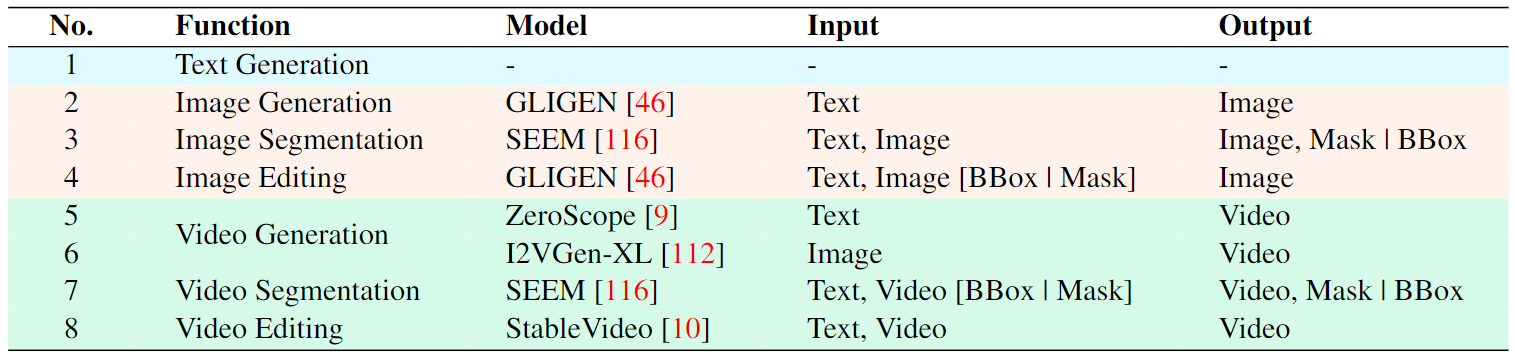 No. Function Model Input Output
1 Text Generation - - -
2 Image Generation GLIGEN [46] Text Image
3 Image Segmentation SEEM [116] Text, Image Image, Mask | BBox
4 Image Editing GLIGEN [46] Text, Image [BBox | Mask] Image
5 Video Generation ZeroScope [9] Text Video
6 I2VGen-XL [112] Image Video
7 Video Segmentation SEEM [116] Text, Video [BBox | Mask] Video, Mask | BBox
8 Video Editing StableVideo [10] Text, Video Video